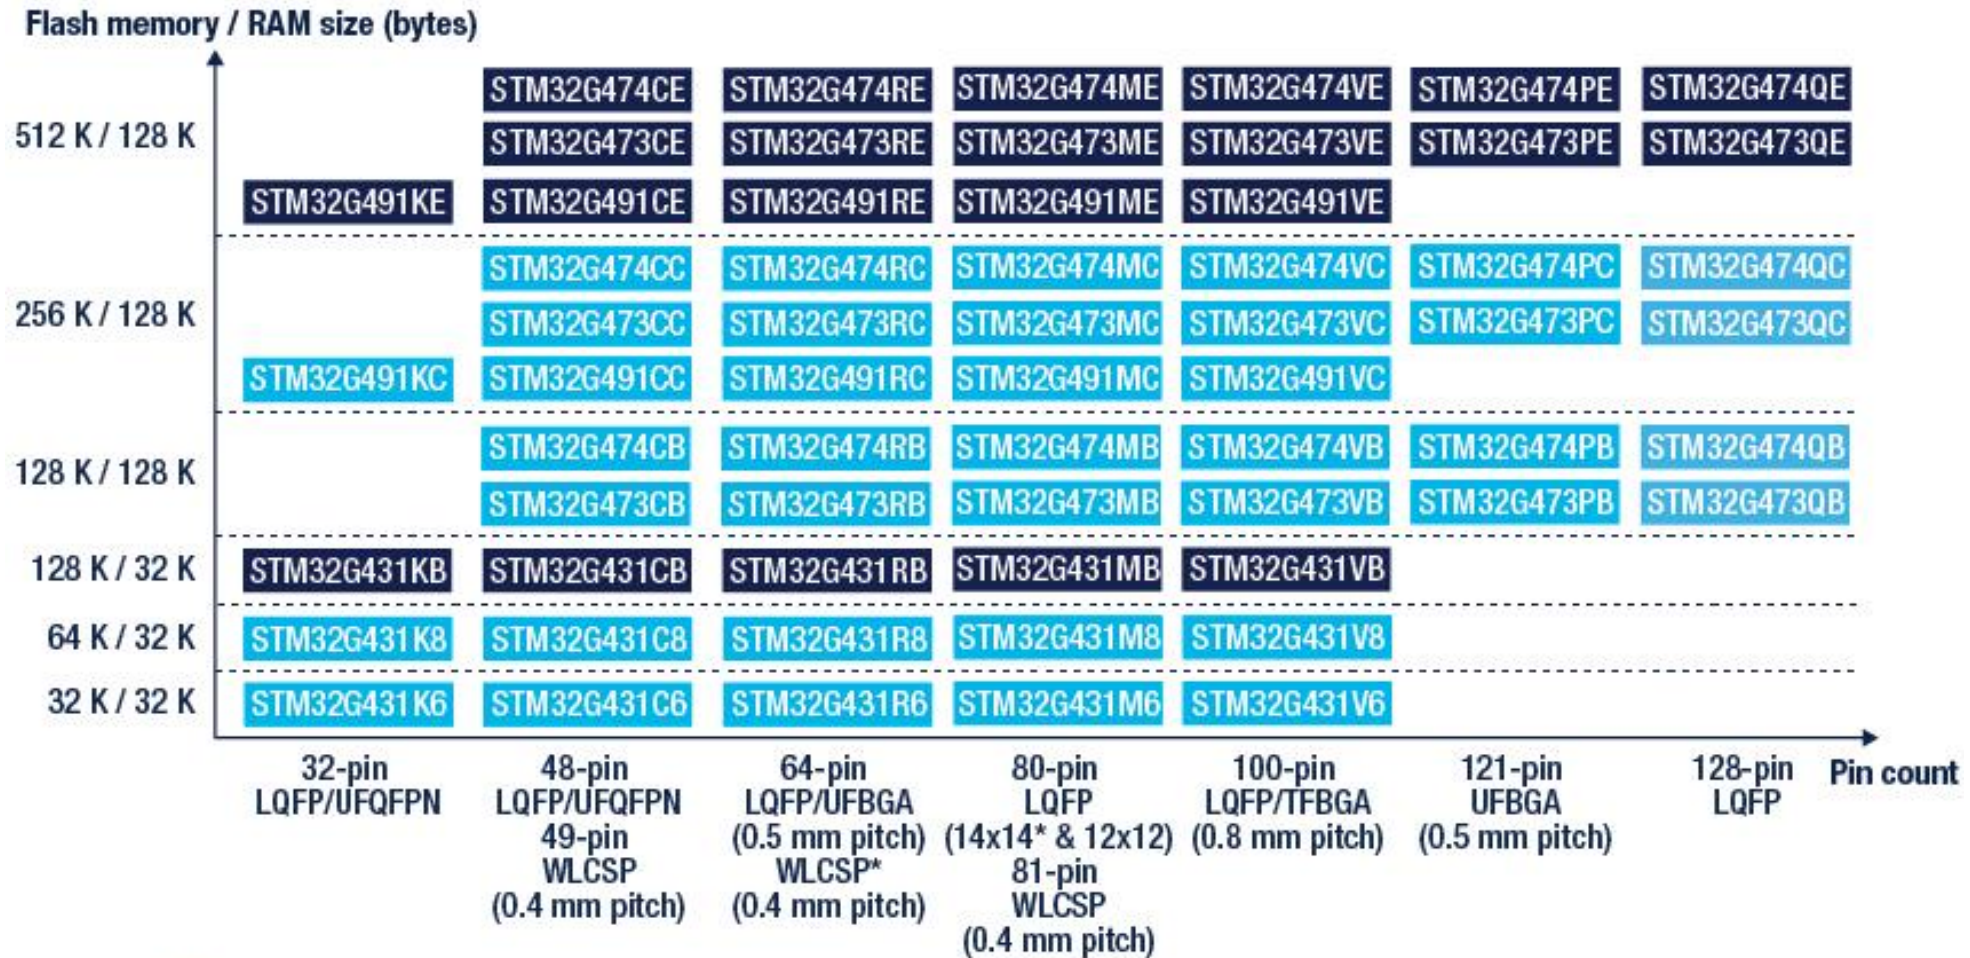 Flash memory / RAM size (bytes)
STM32G474CE STM32G474RE STM32G474ME STM32G474VE STM32G474PE STM32G474QE
512 K / 128 K STM32G473CE STM32G473RE STM32G473ME STM32G473VE STM32G473PE STM32G473QE
STM32G491KE STM32G491CE STM32G491RE STM32G491ME STM32G491VE
STM32G474CC STM32G474RC STM32G474MC STM32G474VC STM32G474PC STM32G474QC
256 K / 128 K STM32G473CC STM32G473RC STM32G473MC STM32G473VC STM32G473PC STM32G473QC
STM32G491KC STM32G491CC STM32G491RC STM32G491MC STM32G491VC
STM32G474CB STM32G474RB STM32G474MB STM32G474VB STM32G474PB STM32G474QB
128 K / 128 K STM32G473CB STM32G473RB STM32G473MB STM32G473VB STM32G473PB STM32G473QB
128 K / 32 K STM32G431KB STM32G431CB STM32G431RB STM32G431MB STM32G431VB
64 K / 32 K STM32G431K8 STM32G431C8 STM32G431R8 STM32G431M8 STM32G431V8
32 K / 32 K STM32G431K6 STM32G431C6 STM32G431R6 STM32G431M6 STM32G431V6
32-pin 48-pin 64-pin 80-pin 100-pin 121-pin 128-pin Pin count
LQFP/UFQFPN LQFP/UFQFPN LQFP/UFBGA LQFP LQFP/TFBGA UFBGA LQFP
49-pin (0.5 mm pitch) (14x14* & 12x12) (0.8 mm pitch) (0.5 mm pitch)
WLCSP WLCSP* 81-pin
(0.4 mm pitch) (0.4 mm pitch) WLCSP
(0.4 mm pitch)